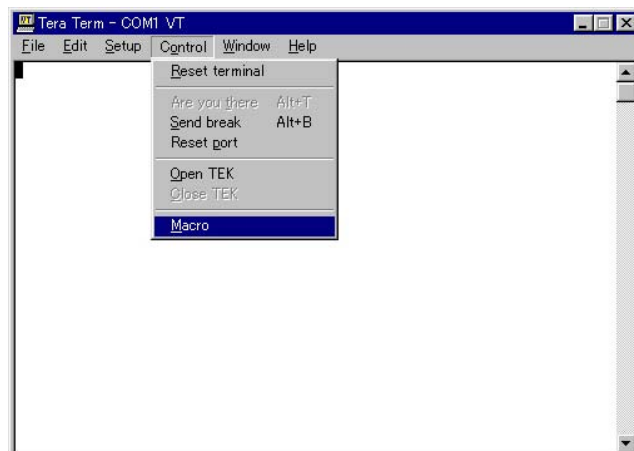 Tera Term - COM1 VT
File Edit Setup Control Window Help
Reset terminal
Are you there Alt+T
Send break Alt+B
Reset port
Open TEK
Close TEK
Macro